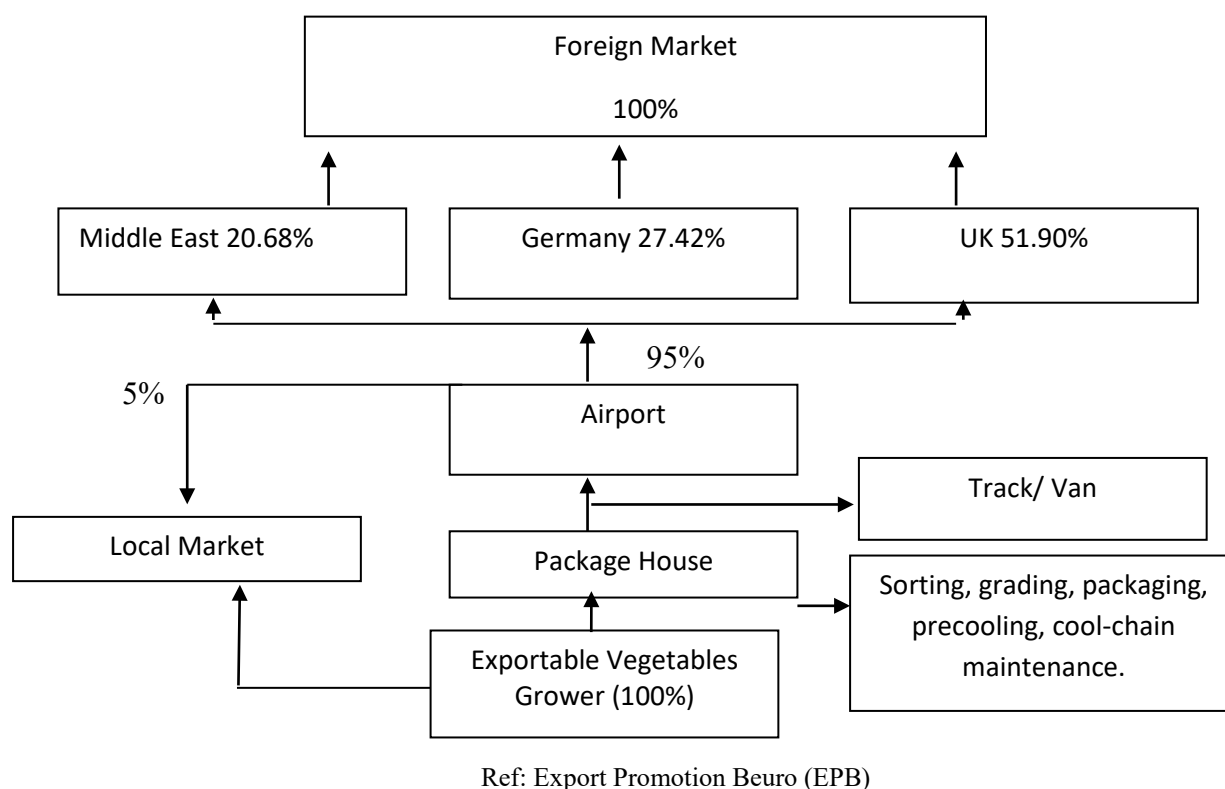 Foreign Market
100%
Middle East 20.68%
Germany 27.42%
UK 51.90%
95%
5%
Airport
Track/ Van
Local Market
Package House
Sorting, grading, packaging,
precooling, cool-chain
maintenance.
Exportable Vegetables
Grower (100%)
Ref: Export Promotion Beuro (EPB)